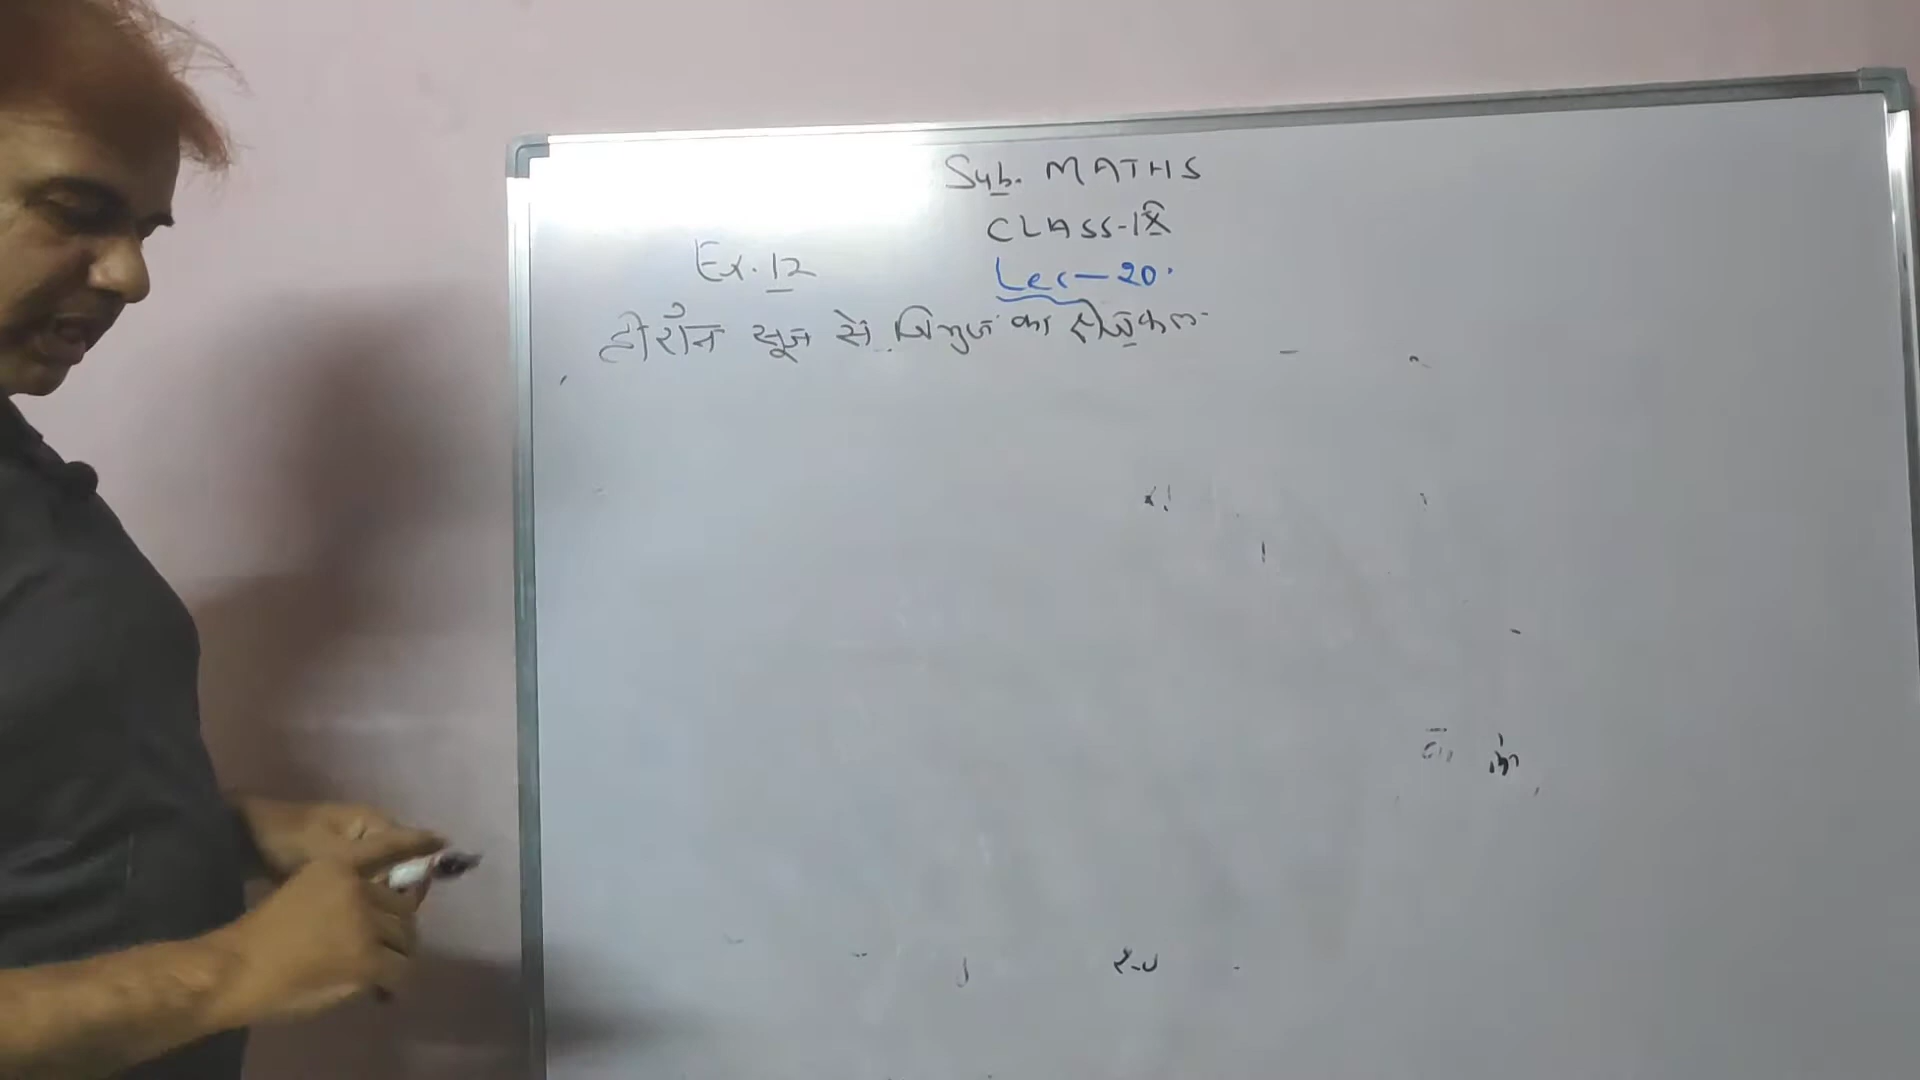 Sub. MATHS
CLASS-IX
Ex. 12
Lec-20.
हीरोन सूत्र से त्रिभुज का क्षेत्रफल